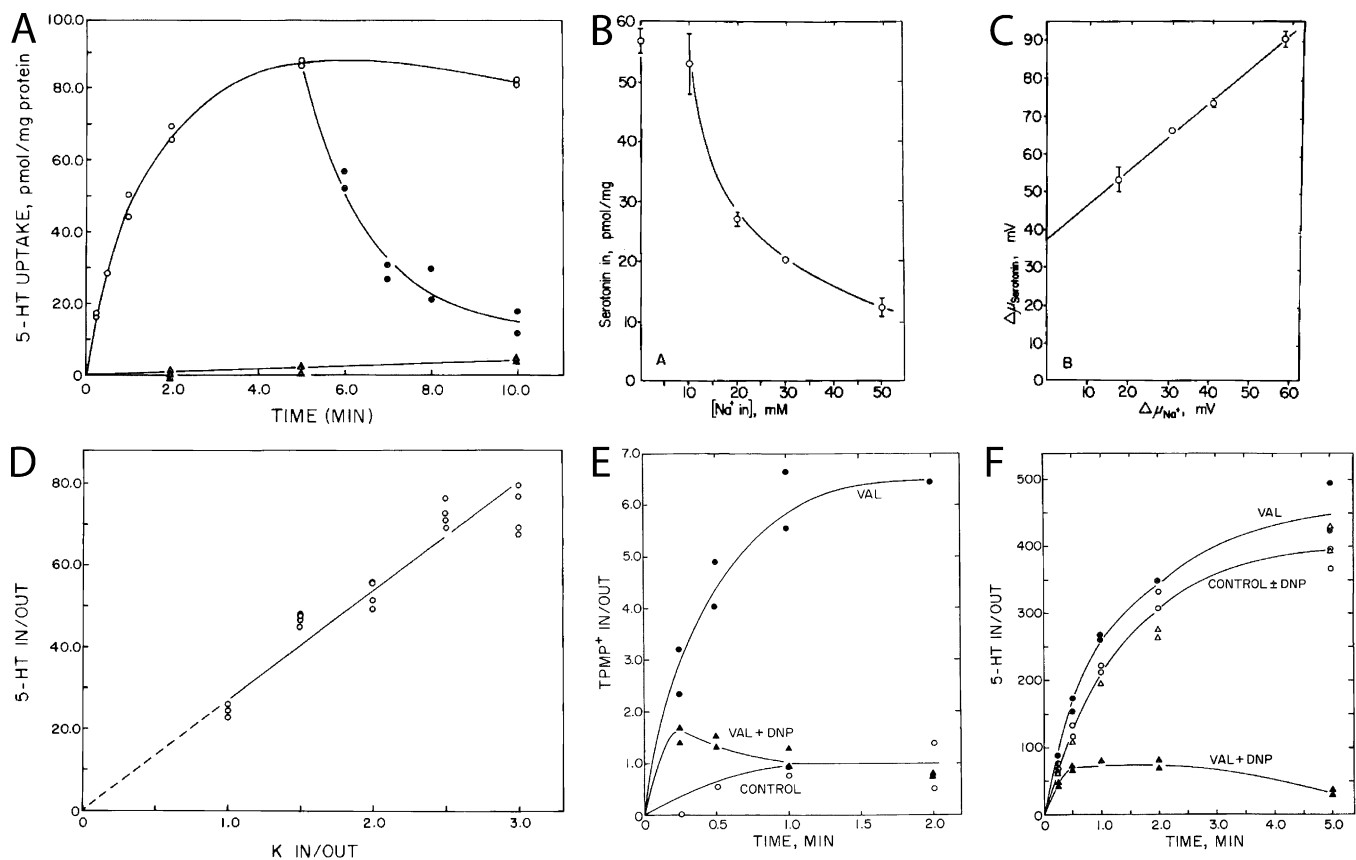 A
5-HT UPTAKE, pmol/mg protein
100.0
80.0
60.0
40.0
20.0
0
0 2.0 4.0 6.0 8.0 10.0
TIME (MIN)
B
Serotonin in, pmol/mg
60
50
40
30
20
10
0
A
10 20 30 40 50
[Na+ in], mM
C
ΔμSerotonin, mV
90
80
70
60
50
40
30
20
10
0
B
0 10 20 30 40 50 60
ΔμNa+, mV
D
5-HT IN/OUT
80.0
60.0
40.0
20.0
0
0 1.0 2.0 3.0
K IN/OUT
E
TPMP+ IN/OUT
7.0
6.0
5.0
4.0
3.0
2.0
1.0
0
VAL
VAL + DNP
CONTROL
0 0.5 1.0 1.5 2.0
TIME, MIN
F
5-HT IN/OUT
500
400
300
200
100
0
VAL
CONTROL ± DNP
VAL + DNP
0 1.0 2.0 3.0 4.0 5.0
TIME, MIN